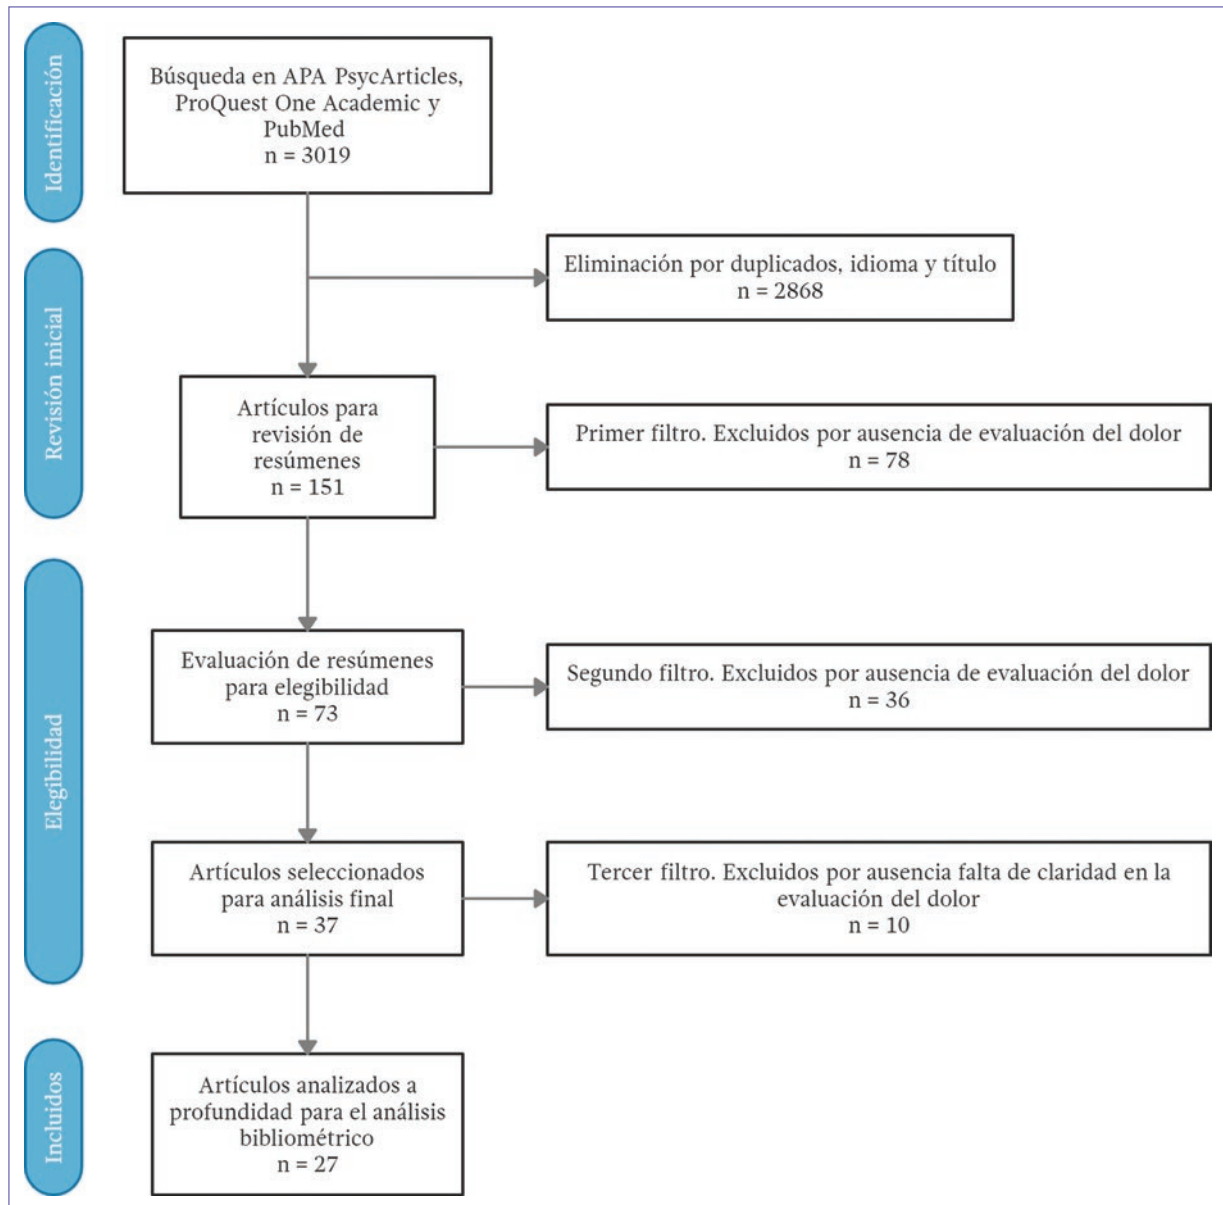 Identificación
Búsqueda en APA PsycArticles,
ProQuest One Academic y
PubMed
n = 3019
Revisión inicial
Eliminación por duplicados, idioma y título
n = 2868
Artículos para
revisión de
resúmenes
n = 151
Primer filtro. Excluidos por ausencia de evaluación del dolor
n = 78
Elegibilidad
Evaluación de resúmenes
para elegibilidad
n = 73
Segundo filtro. Excluidos por ausencia de evaluación del dolor
n = 36
Artículos seleccionados
para análisis final
n = 37
Tercer filtro. Excluidos por ausencia falta de claridad en la
evaluación del dolor
n = 10
Incluidos
Artículos analizados a
profundidad para el análisis
bibliométrico
n = 27